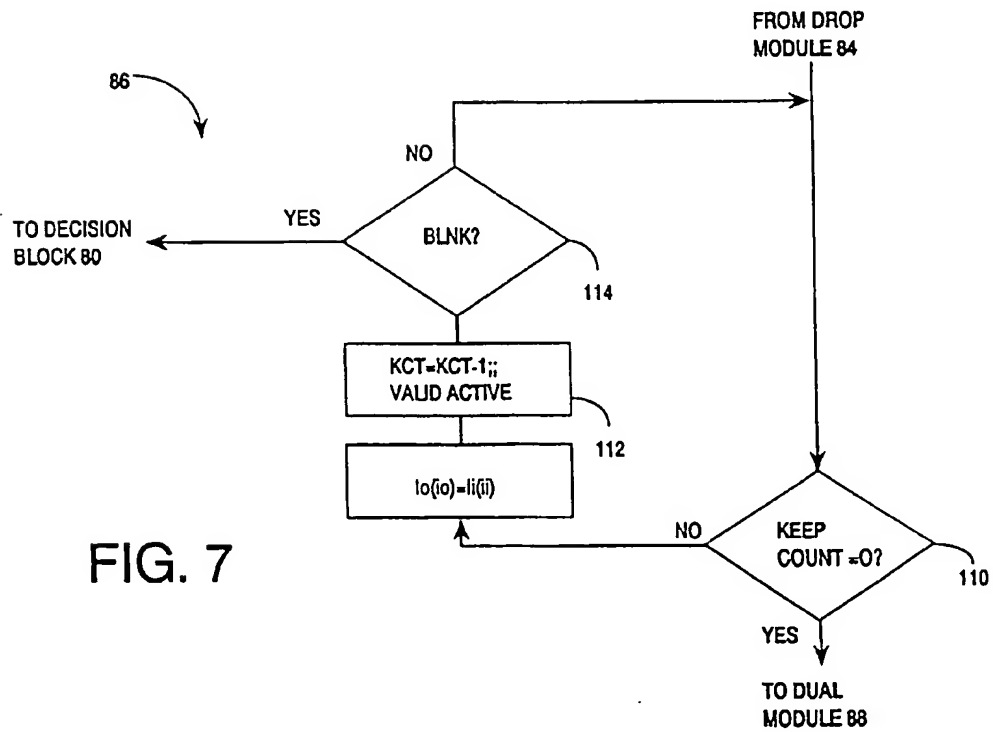 FROM DROP
MODULE 84
86
NO
YES
TO DECISION
BLOCK 80
BLNK?
114
KCT=KCT-1;;
VALID ACTIVE
112
Io(io)=Ii(ii)
NO
KEEP
COUNT =0?
110
FIG. 7
YES
TO DUAL
MODULE 88